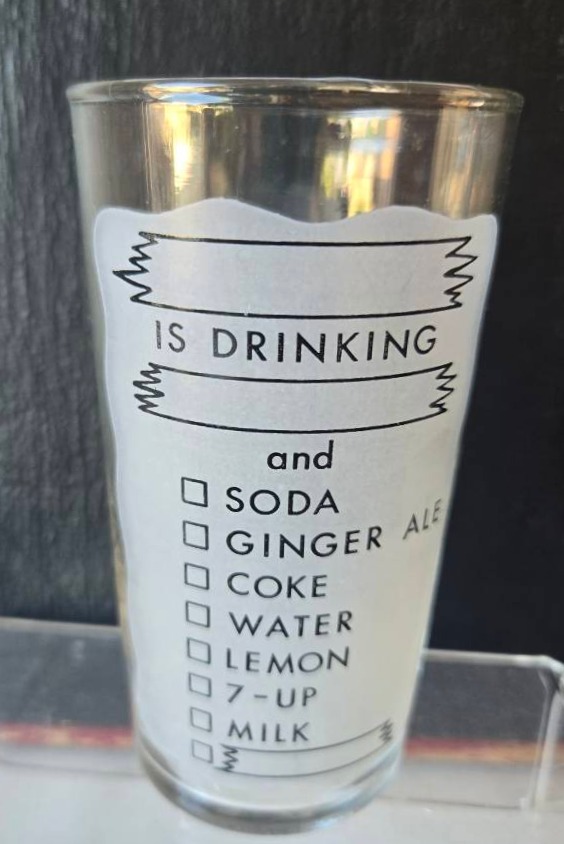 IS DRINKING
and
SODA
GINGER ALE
COKE
WATER
LEMON
7-UP
MILK